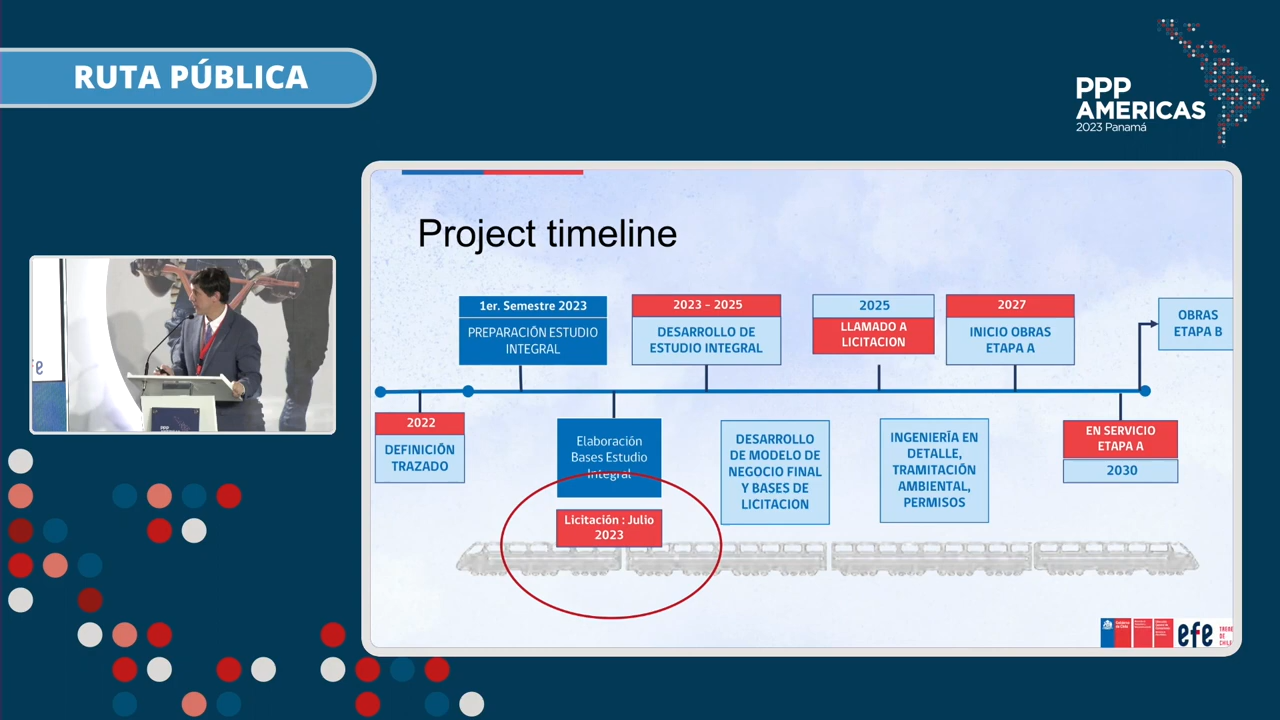 RUTA PÚBLICA
PPP
AMERICAS
2023 Panamá
Project timeline
1er. Semestre 2023
PREPARACIÓN ESTUDIO
INTEGRAL
2023 - 2025
DESARROLLO DE
ESTUDIO INTEGRAL
2025
LLAMADO A
LICITACION
2027
INICIO OBRAS
ETAPA A
OBRAS
ETAPA B
2022
DEFINICIÓN
TRAZADO
Elaboración
Bases Estudio
Integral
Licitación : Julio
2023
DESARROLLO
DE MODELO DE
NEGOCIO FINAL
Y BASES DE
LICITACION
INGENIERÍA EN
DETALLE,
TRAMITACIÓN
AMBIENTAL,
PERMISOS
EN SERVICIO
ETAPA A
2030
efe